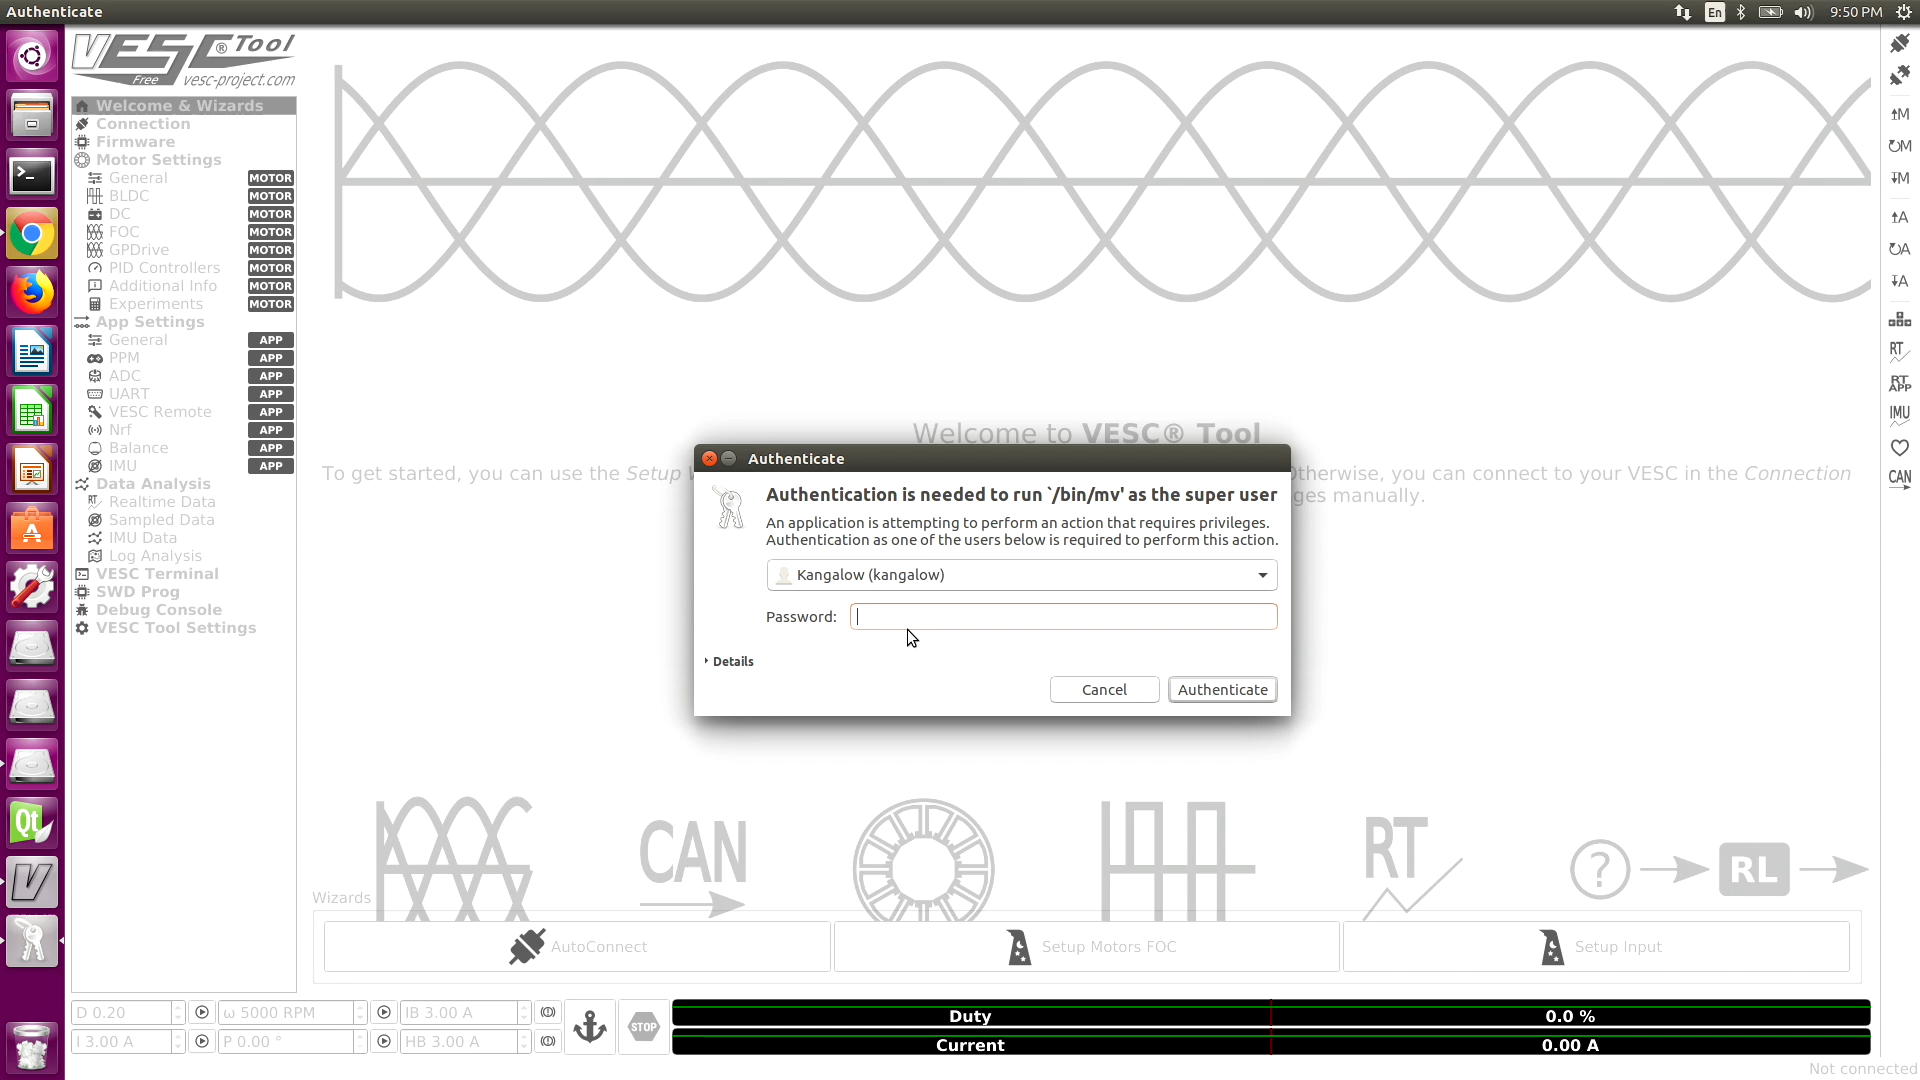 Authenticate
En
9:50 PM
VESC® Tool
Free vesc-project.com
Welcome & Wizards
Connection
Firmware
Motor Settings
General MOTOR
BLDC MOTOR
DC MOTOR
FOC MOTOR
GPDrive MOTOR
PID Controllers MOTOR
Additional Info MOTOR
Experiments MOTOR
App Settings
General APP
PPM APP
ADC APP
UART APP
VESC Remote APP
Nrf APP
Balance APP
IMU APP
Data Analysis
RT Realtime Data
Sampled Data
IMU Data
Log Analysis
VESC Terminal
SWD Prog
Debug Console
VESC Tool Settings
Welcome to VESC® Tool
To get started, you can use the Setup
Otherwise, you can connect to your VESC in the Connection
ges manually.
Authenticate
Authentication is needed to run `/bin/mv' as the super user
An application is attempting to perform an action that requires privileges.
Authentication as one of the users below is required to perform this action.
Kangalow (kangalow)
Password:
Details
Cancel
Authenticate
CAN
RT
? RL
Wizards
AutoConnect
Setup Motors FOC
Setup Input
D 0.20
ω 5000 RPM
IB 3.00 A
I 3.00 A
P 0.00 °
HB 3.00 A
STOP
Duty 0.0 %
Current 0.00 A
Not connected
M
M
M
A
A
A
RT
RT
APP
IMU
CAN
Qt